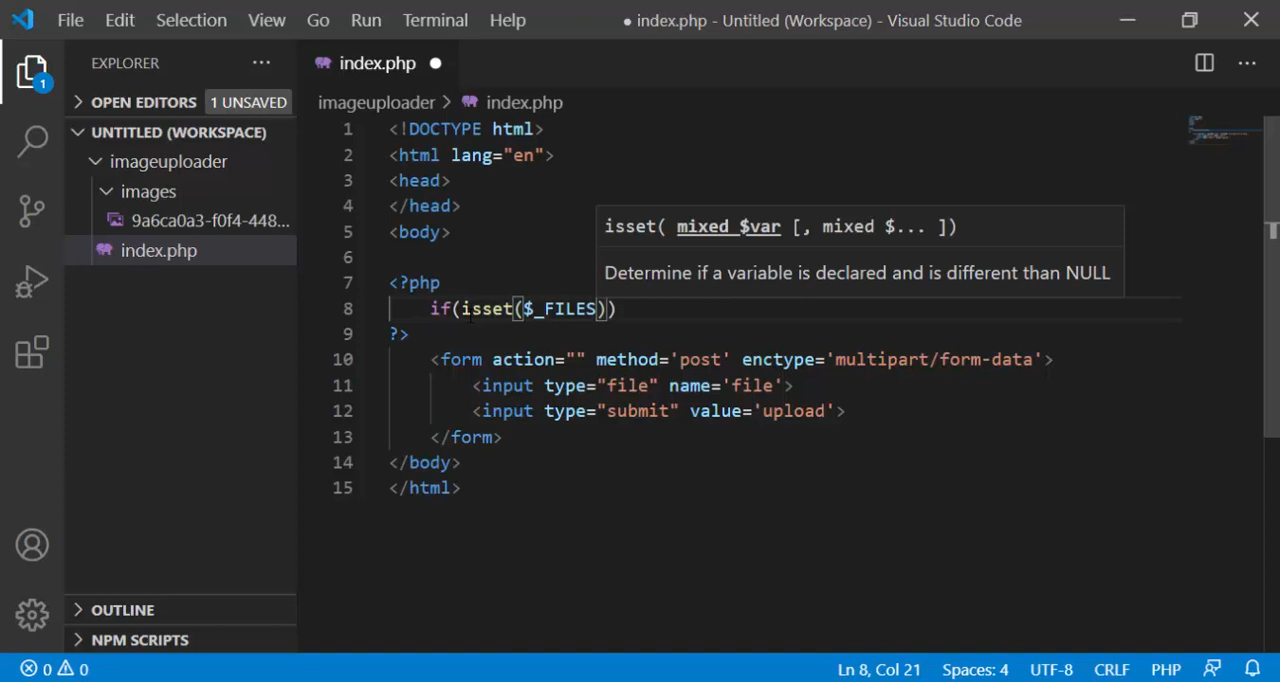 File Edit Selection View Go Run Terminal Help ● index.php - Untitled (Workspace) - Visual Studio Code
EXPLORER ...
index.php ●
1
OPEN EDITORS 1 UNSAVED
UNTITLED (WORKSPACE)
imageuploader
images
9a6ca0a3-f0f4-448...
index.php
OUTLINE
NPM SCRIPTS
imageuploader > index.php
1 <!DOCTYPE html>
2 <html lang="en">
3 <head>
4 </head>
5 <body>
6
7 <?php
8 if(isset($_FILES))
9 ?>
10 <form action="" method='post' enctype='multipart/form-data'>
11 <input type="file" name='file'>
12 <input type="submit" value='upload'>
13 </form>
14 </body>
15 </html>
isset( mixed $var [, mixed $... ])
Determine if a variable is declared and is different than NULL
0 0 Ln 8, Col 21 Spaces: 4 UTF-8 CRLF PHP